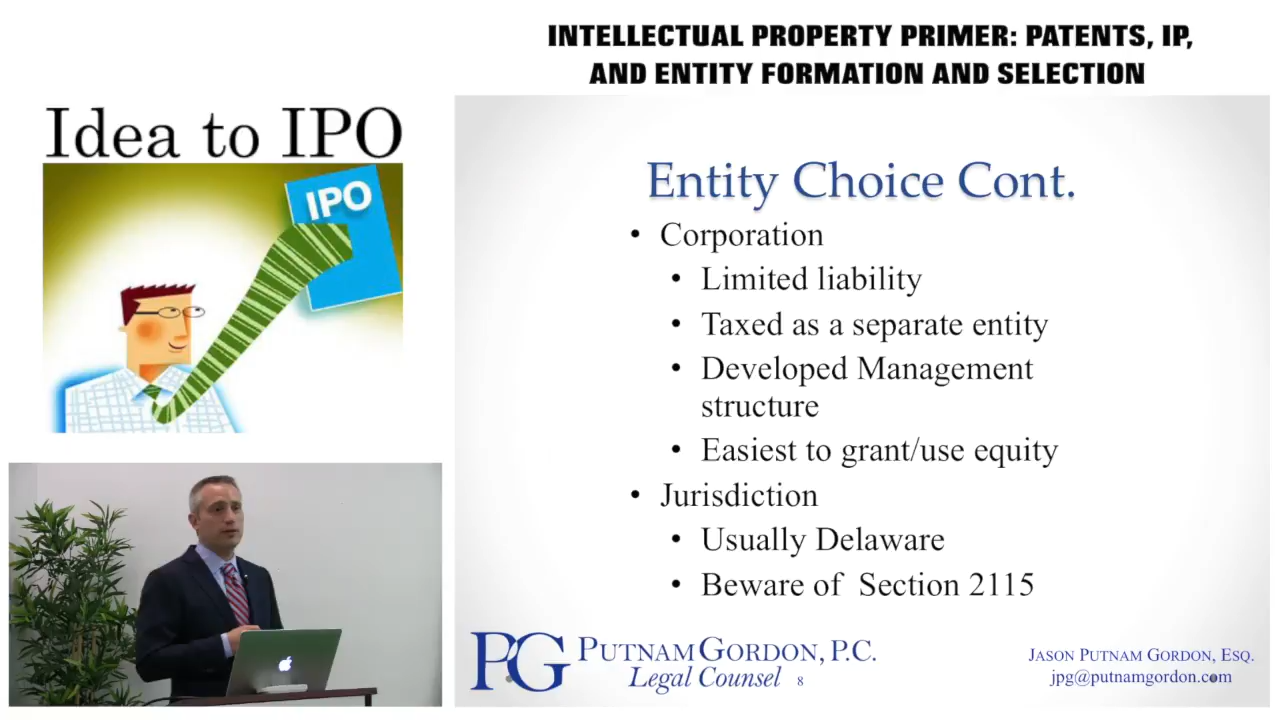 INTELLECTUAL PROPERTY PRIMER: PATENTS, IP,
AND ENTITY FORMATION AND SELECTION
Idea to IPO
IPO
Entity Choice Cont.
• Corporation
• Limited liability
• Taxed as a separate entity
• Developed Management
structure
• Easiest to grant/use equity
• Jurisdiction
• Usually Delaware
• Beware of Section 2115
PG PUTNAM GORDON, P.C.
Legal Counsel 8
JASON PUTNAM GORDON, ESQ.
jpg@putnamgordon.com